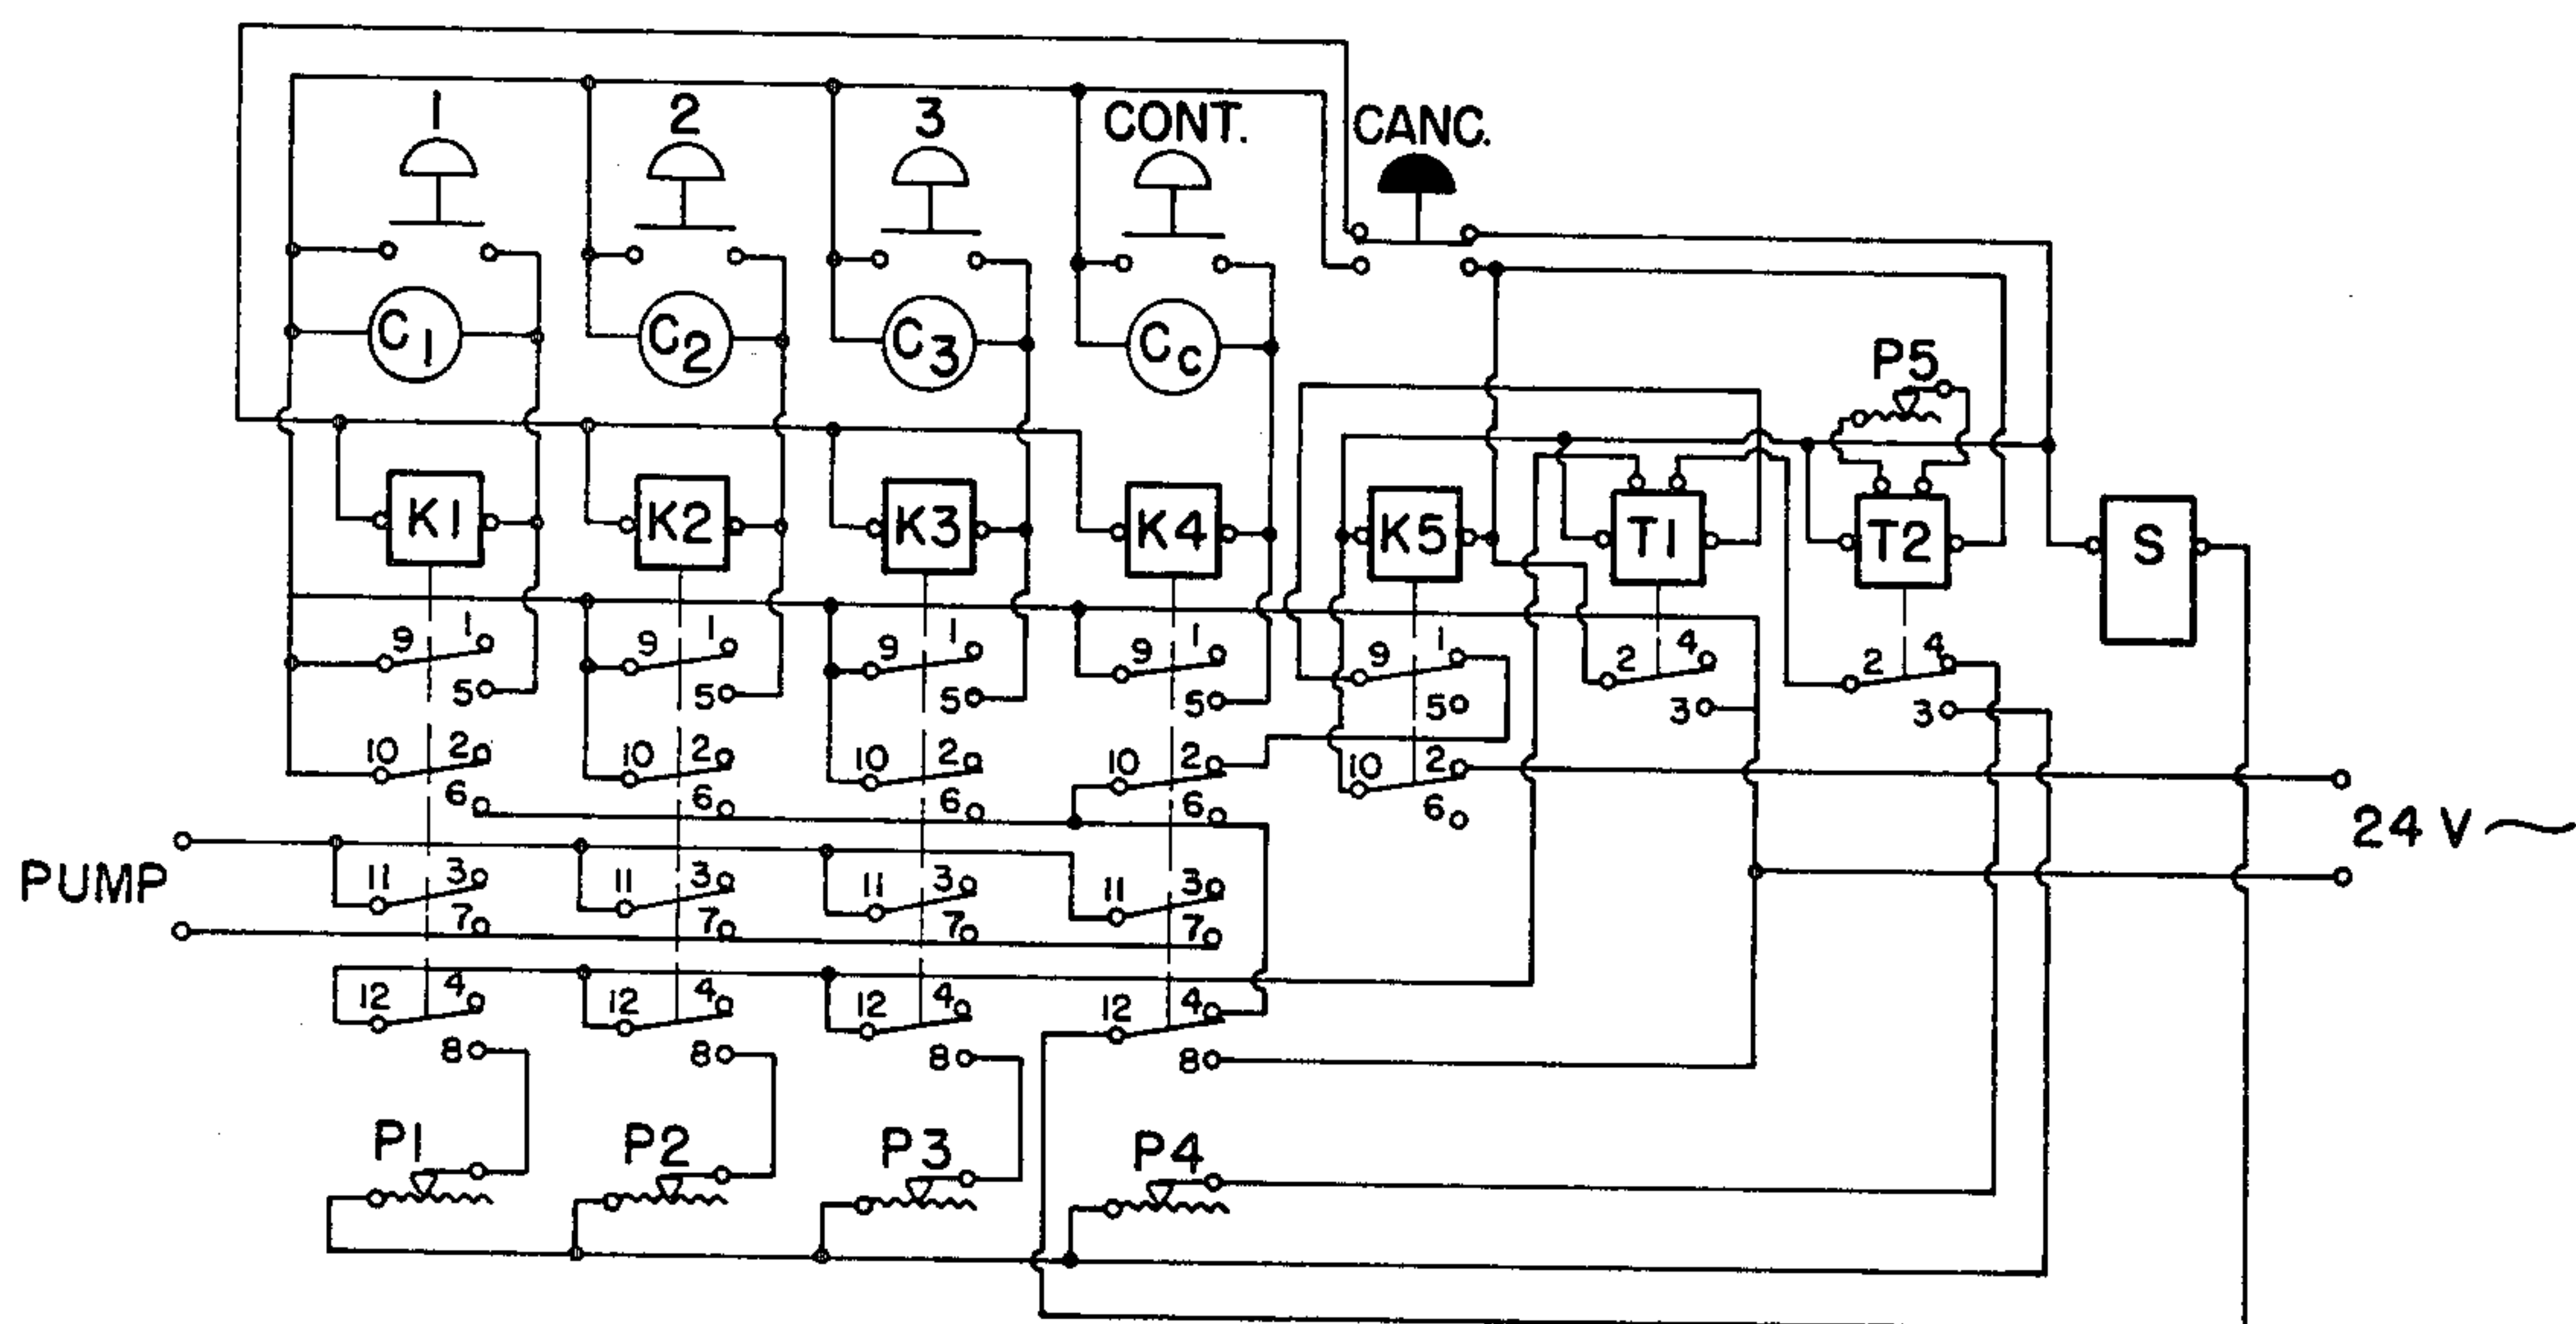 1 2 3 CONT. CANC.
C1 C2 C3 Cc
P5
K1 K2 K3 K4 K5 T1 T2 S
9 1 9 1 9 1 9 1 9 1 2 4 2 4
5 5 5 5 5 3 3
10 2 10 2 10 2 10 2 10 2
6 6 6 6 6
24 V ~
PUMP
11 3 11 3 11 3 11 3
7 7 7 7
12 4 12 4 12 4 12 4
8 8 8 8
P1 P2 P3 P4